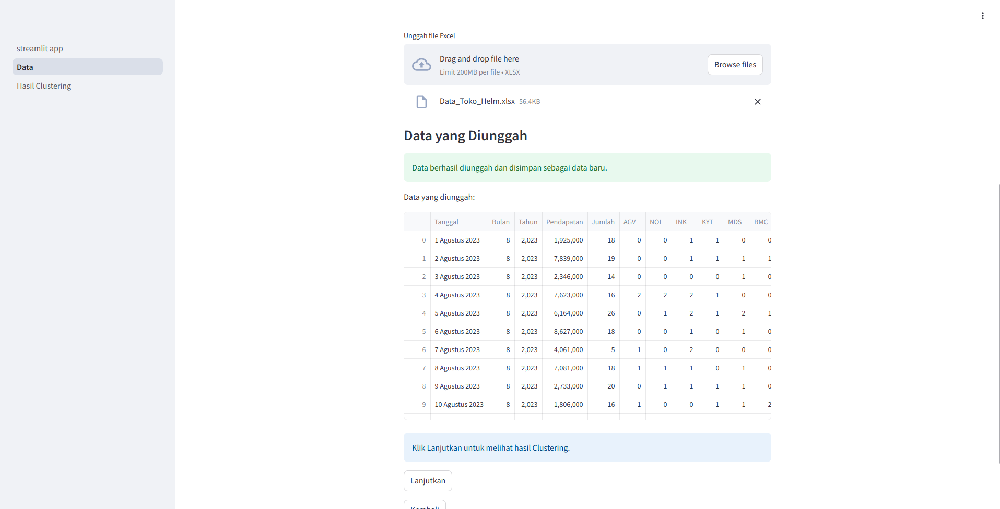 streamlit app
Data
Hasil Clustering
Unggah file Excel
Drag and drop file here
Limit 200MB per file • XLSX
Browse files
Data_Toko_Helm.xlsx 56.4KB
Data yang Diunggah
Data berhasil diunggah dan disimpan sebagai data baru.
Data yang diunggah:
Tanggal Bulan Tahun Pendapatan Jumlah AGV NOL INK KYT MDS BMC
0 1 Agustus 2023 8 2,023 1,925,000 18 0 0 1 1 0 0
1 2 Agustus 2023 8 2,023 7,839,000 19 0 0 1 1 1 1
2 3 Agustus 2023 8 2,023 2,346,000 14 0 0 0 0 1 0
3 4 Agustus 2023 8 2,023 7,623,000 16 2 2 2 1 0 0
4 5 Agustus 2023 8 2,023 6,164,000 26 0 1 2 1 2 1
5 6 Agustus 2023 8 2,023 8,627,000 18 0 0 1 0 1 0
6 7 Agustus 2023 8 2,023 4,061,000 5 1 0 2 0 0 0
7 8 Agustus 2023 8 2,023 7,081,000 18 1 1 1 0 1 0
8 9 Agustus 2023 8 2,023 2,733,000 20 0 1 1 1 1 0
9 10 Agustus 2023 8 2,023 1,806,000 16 1 0 0 1 1 2
Klik Lanjutkan untuk melihat hasil Clustering.
Lanjutkan
Kembali